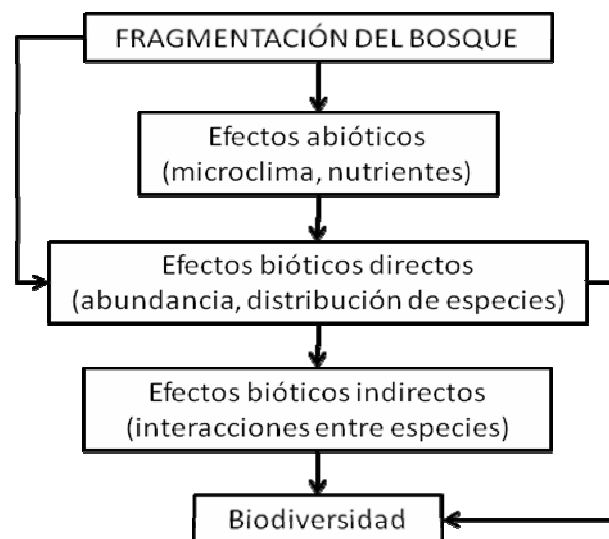 FRAGMENTACIÓN DEL BOSQUE
Efectos abióticos
(microclima, nutrientes)
Efectos bióticos directos
(abundancia, distribución de especies)
Efectos bióticos indirectos
(interacciones entre especies)
Biodiversidad